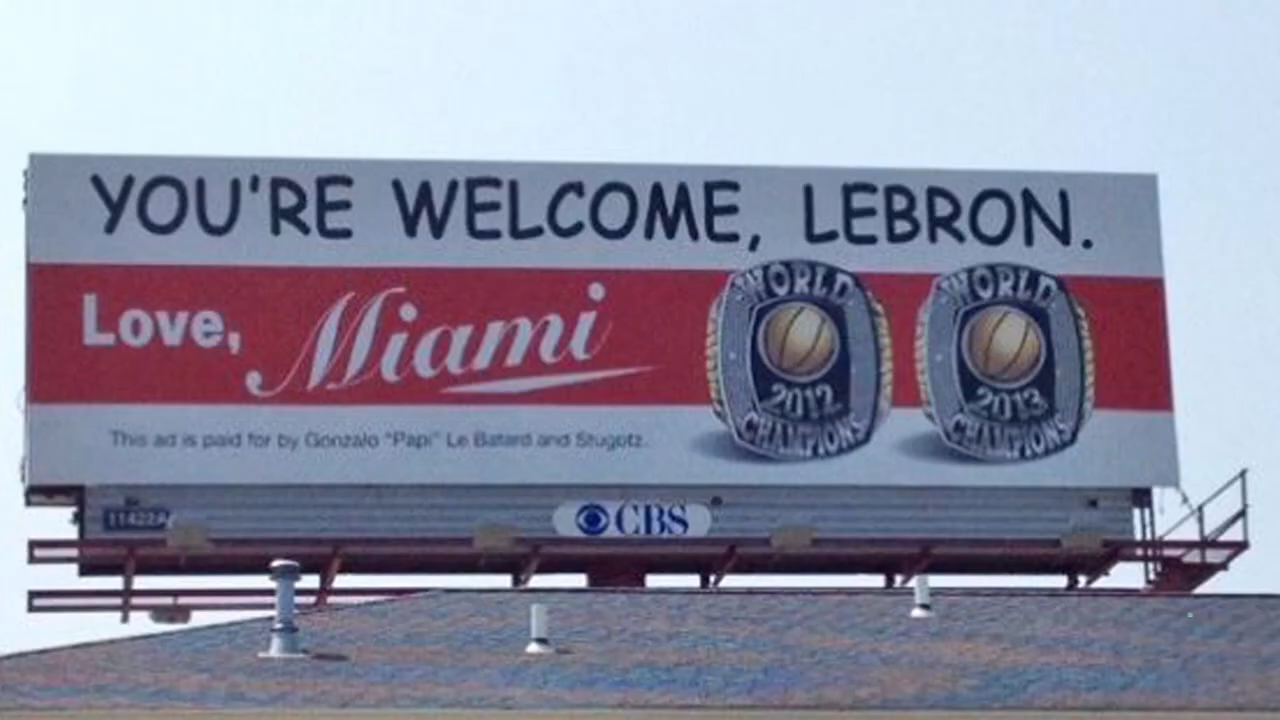 YOU'RE WELCOME, LEBRON.
Love, Miami
WORLD
2012
CHAMPIONS
WORLD
2013
CHAMPIONS
This ad is paid for by Gonzalo "Papi" Le Batard and Stugotz.
11422A
CBS